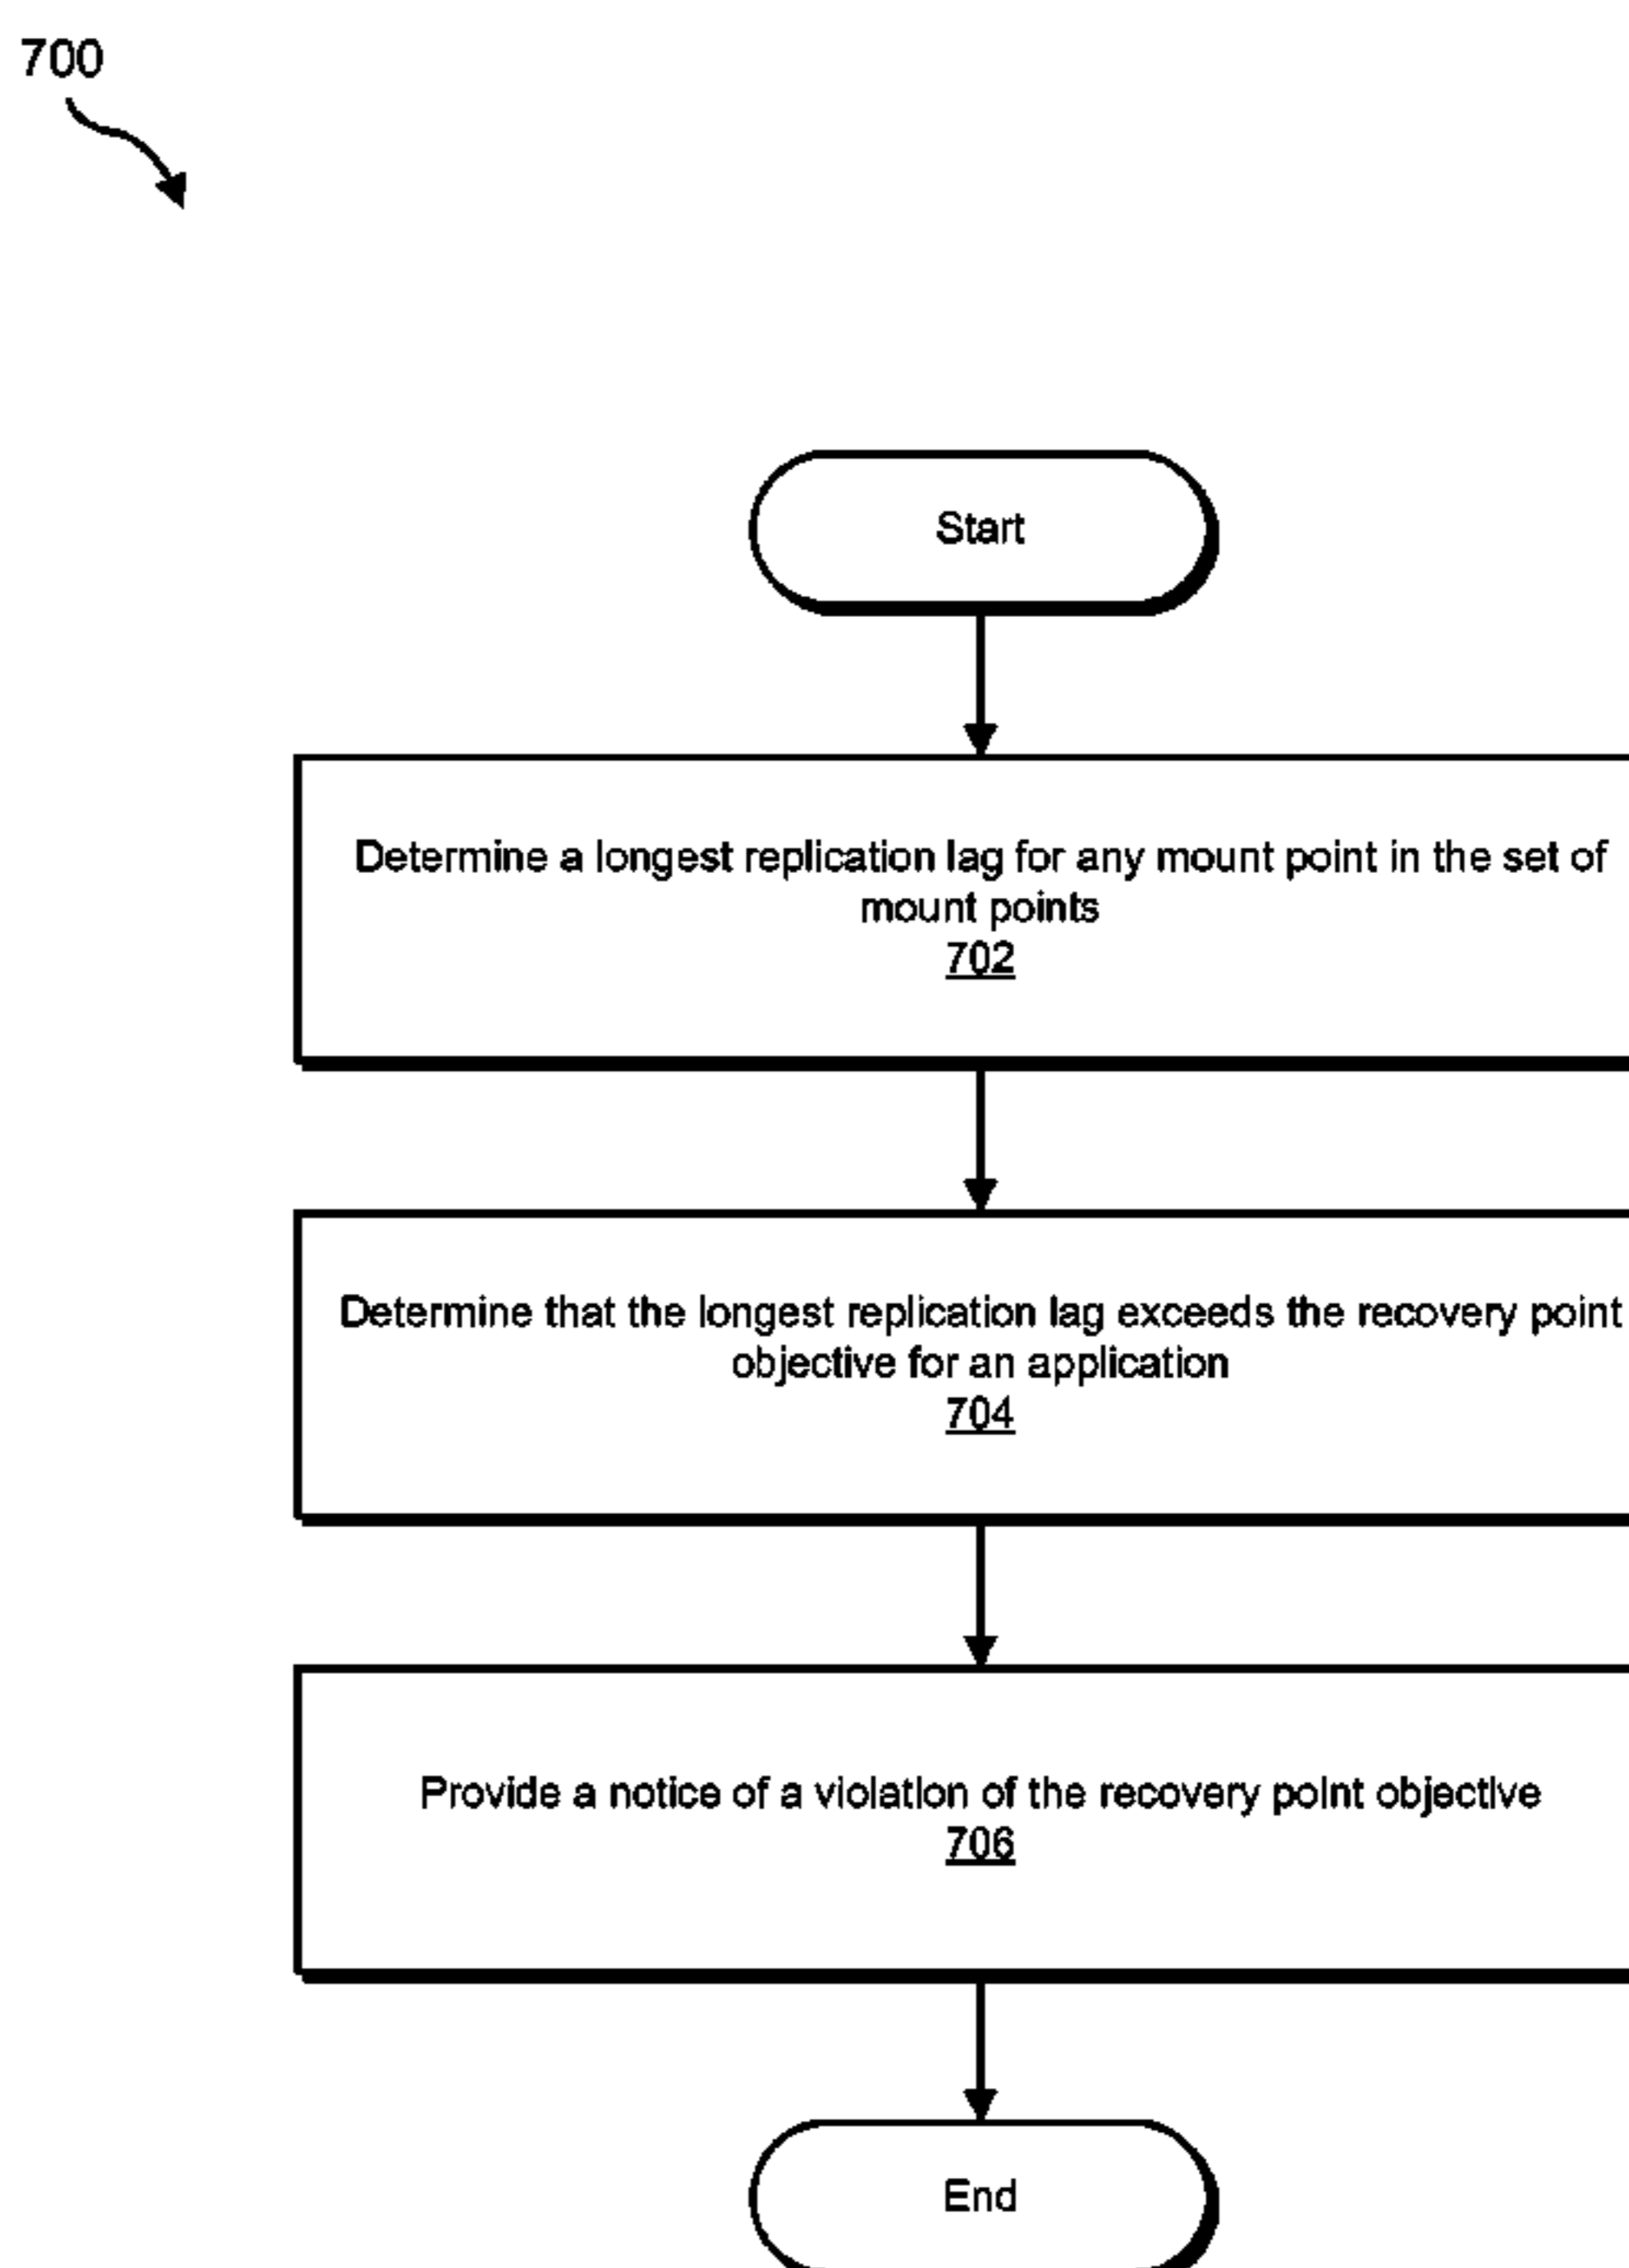 700
Start
Determine a longest replication lag for any mount point in the set of
mount points
702
Determine that the longest replication lag exceeds the recovery point
objective for an application
704
Provide a notice of a violation of the recovery point objective
706
End